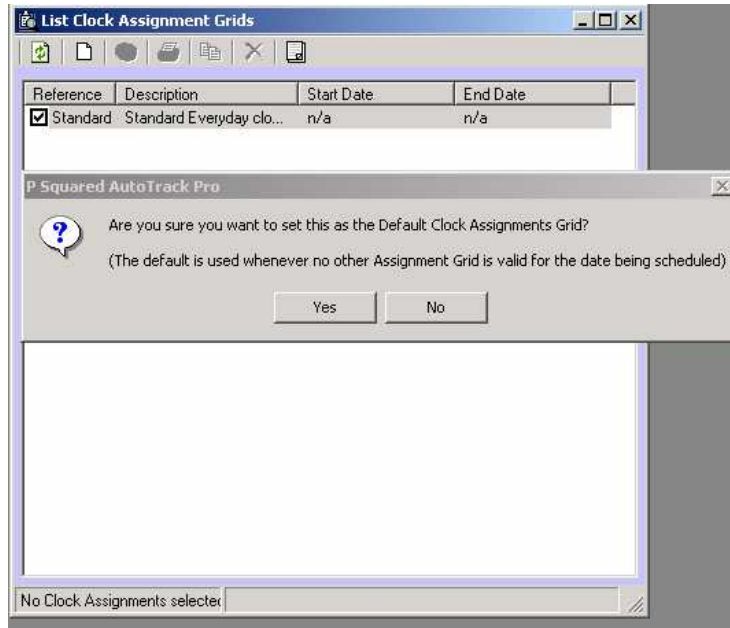 List Clock Assignment Grids
Reference Description Start Date End Date
Standard Standard Everyday clo... n/a n/a
P Squared AutoTrack Pro
Are you sure you want to set this as the Default Clock Assignments Grid?
(The default is used whenever no other Assignment Grid is valid for the date being scheduled)
Yes No
No Clock Assignments selected